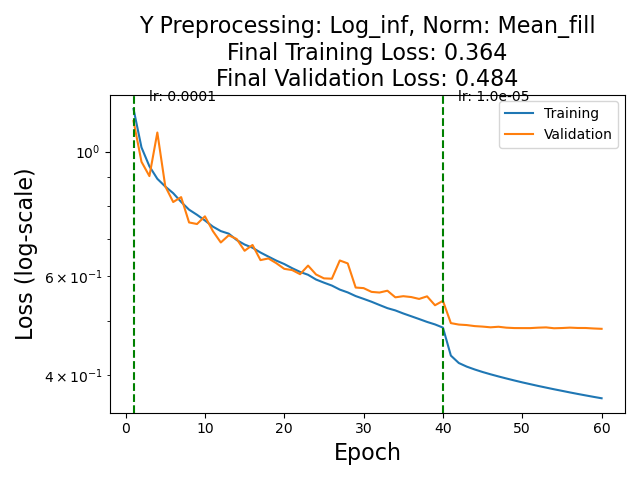 Y Preprocessing: Log_inf, Norm: Mean_fill
Final Training Loss: 0.364
Final Validation Loss: 0.484
lr: 0.0001
lr: 1.0e-05
Training
Validation
10⁰
6 × 10⁻¹
4 × 10⁻¹
Loss (log-scale)
0 10 20 30 40 50 60
Epoch